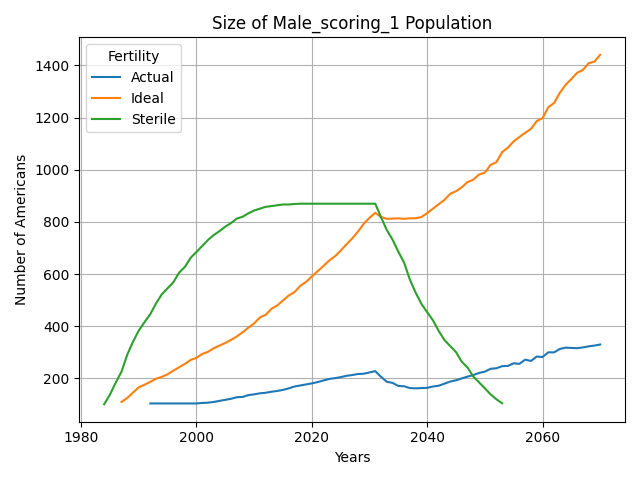 Size of Male_scoring_1 Population
Fertility
Actual
Ideal
Sterile
Number of Americans
1400
1200
1000
800
600
400
200
1980
2000
2020
2040
2060
Years